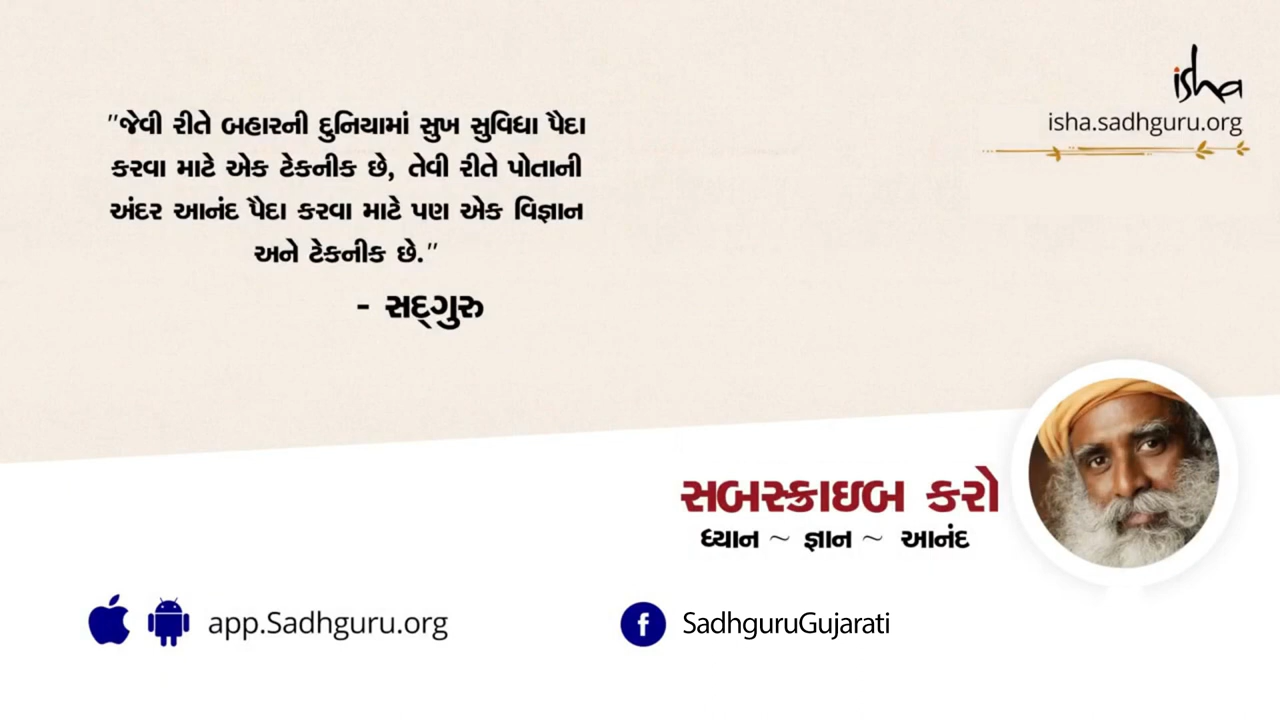 "જેવી રીતે બહારની દુનિયામાં સુખ સુવિધા પૈદા
કરવા માટે એક ટેકનીક છે, તેવી રીતે પોતાની
અંદર આનંદ પૈદા કરવા માટે પણ એક વિજ્ઞાન
અને ટેકનીક છે."
- સદ્‌ગુરુ
isha
isha.sadhguru.org
સબસ્ક્રાઇબ કરો
ધ્યાન ~ જ્ઞાન ~ આનંદ
app.Sadhguru.org
f
SadhguruGujarati